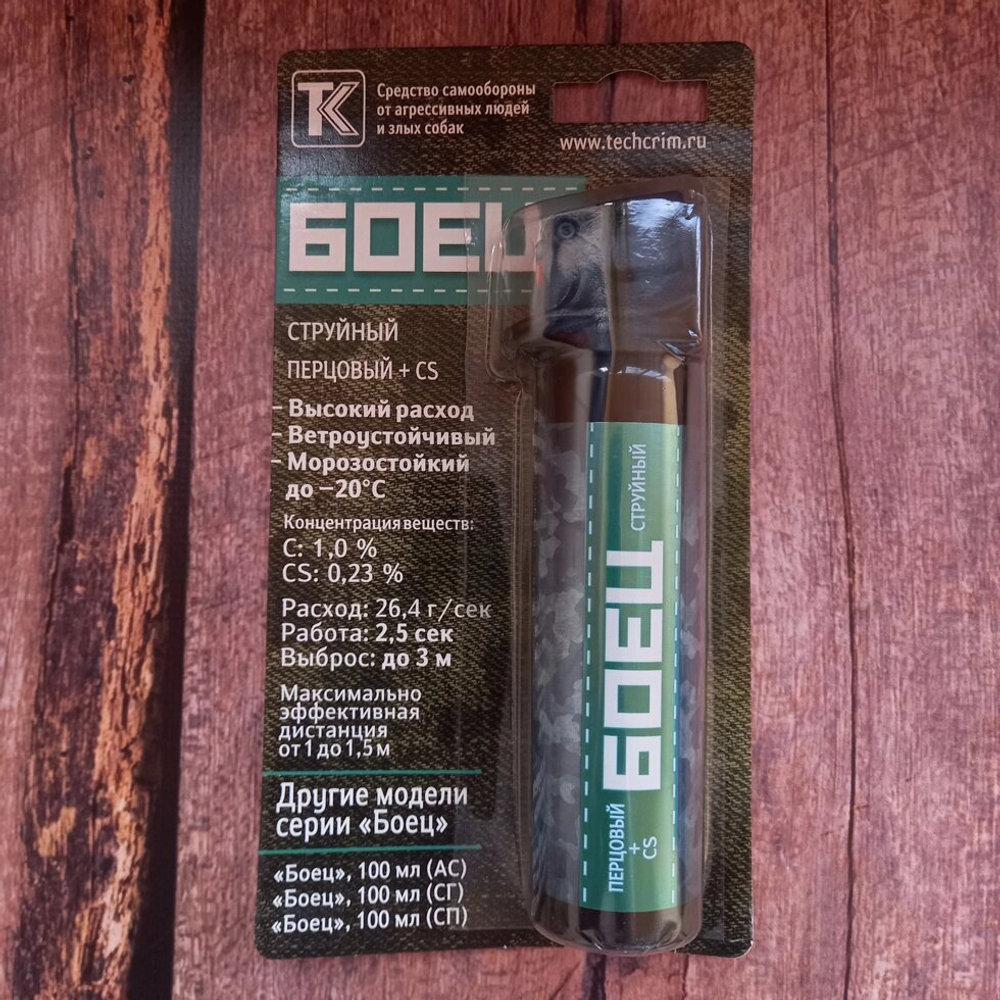 ТК
Средство самообороны
от агрессивных людей
и злых собак
www.techcrim.ru
БОЕЦ
СТРУЙНЫЙ
ПЕРЦОВЫЙ + CS
– Высокий расход
– Ветроустойчивый
– Морозостойкий
до –20°С
Концентрация веществ:
С: 1,0 %
CS: 0,23 %
Расход: 26,4 г/сек
Работа: 2,5 сек
Выброс: до 3 м
Максимально
эффективная
дистанция
от 1 до 1,5 м
Другие модели
серии «Боец»
«Боец», 100 мл (АС)
«Боец», 100 мл (СГ)
«Боец», 100 мл (СП)
ПЕРЦОВЫЙ
+
CS
БОЕЦ
СТРУЙНЫЙ